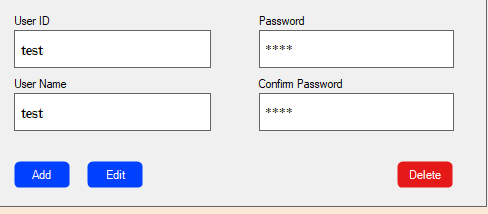 User ID
Password
test
****
User Name
Confirm Password
test
****
Add
Edit
Delete